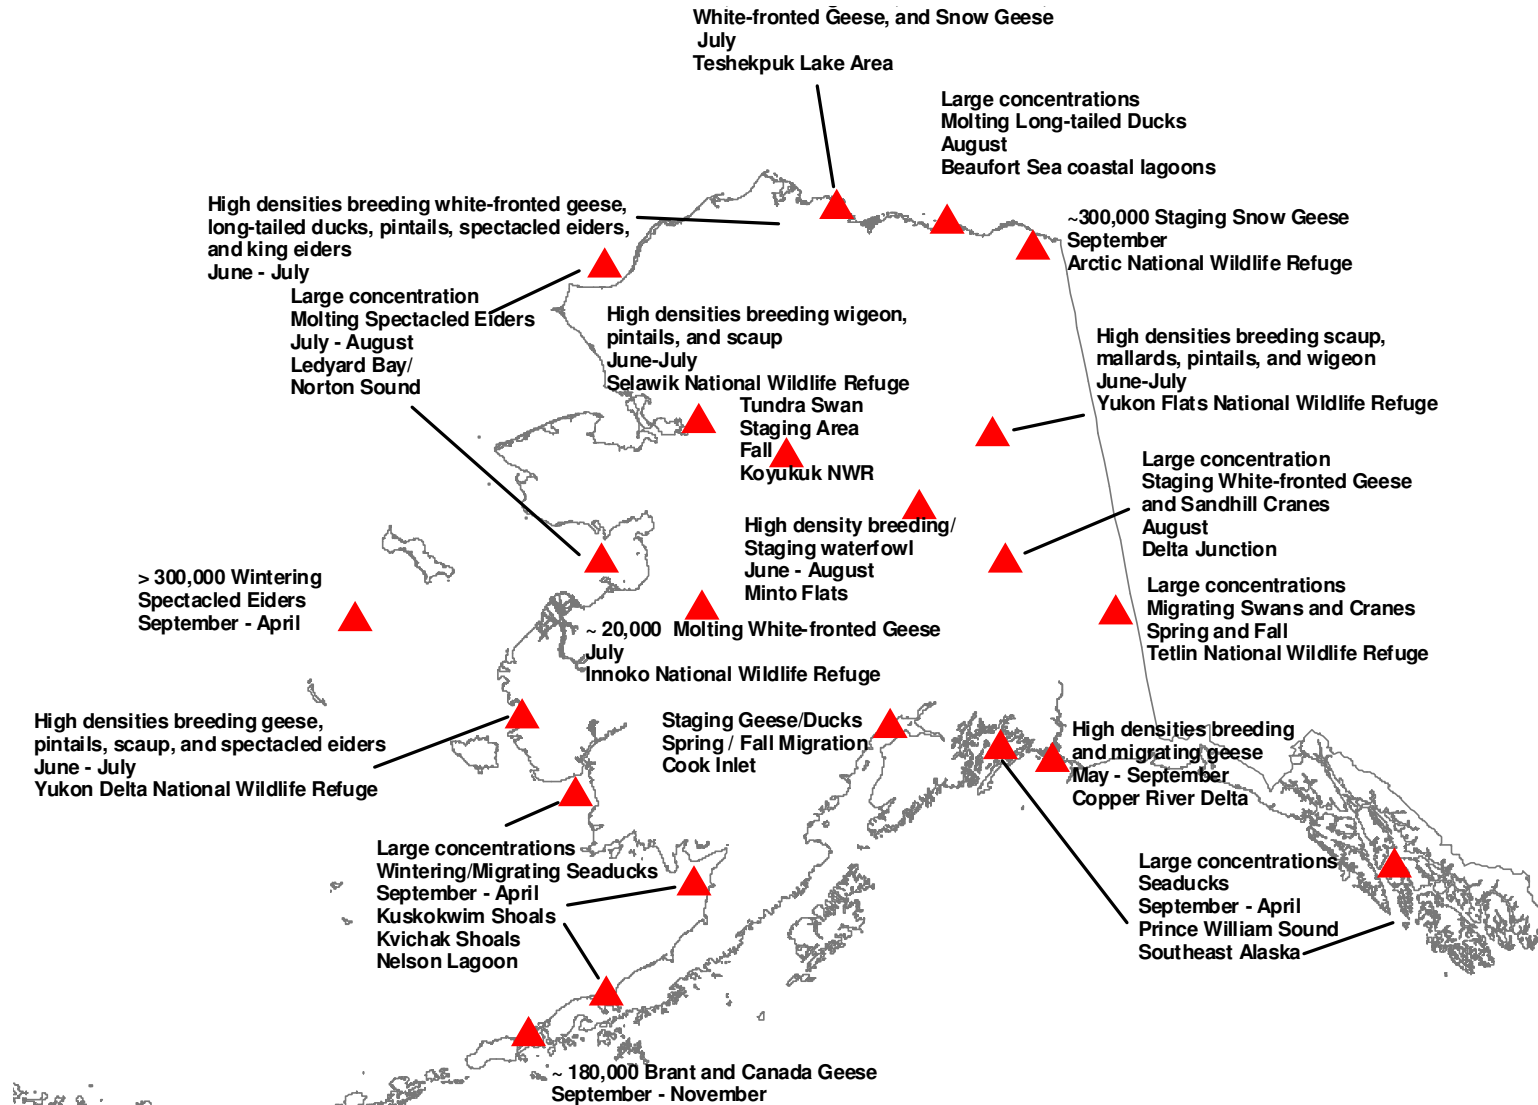 White-fronted Geese, and Snow Geese
July
Teshekpuk Lake Area
Large concentrations
Molting Long-tailed Ducks
August
Beaufort Sea coastal lagoons
High densities breeding white-fronted geese,
long-tailed ducks, pintails, spectacled eiders,
and king eiders
June - July
~300,000 Staging Snow Geese
September
Arctic National Wildlife Refuge
Large concentration
Molting Spectacled Eiders
July - August
Ledyard Bay/
Norton Sound
High densities breeding wigeon,
pintails, and scaup
June-July
Selawik National Wildlife Refuge
High densities breeding scaup,
mallards, pintails, and wigeon
June-July
Yukon Flats National Wildlife Refuge
Tundra Swan
Staging Area
Fall
Koyukuk NWR
Large concentration
Staging White-fronted Geese
and Sandhill Cranes
August
Delta Junction
High density breeding/
Staging waterfowl
June - August
Minto Flats
> 300,000 Wintering
Spectacled Eiders
September - April
Large concentrations
Migrating Swans and Cranes
Spring and Fall
Tetlin National Wildlife Refuge
~ 20,000 Molting White-fronted Geese
July
Innoko National Wildlife Refuge
High densities breeding geese,
pintails, scaup, and spectacled eiders
June - July
Yukon Delta National Wildlife Refuge
Staging Geese/Ducks
Spring / Fall Migration
Cook Inlet
High densities breeding
and migrating geese
May - September
Copper River Delta
Large concentrations
Wintering/Migrating Seaducks
September - April
Kuskokwim Shoals
Kvichak Shoals
Nelson Lagoon
Large concentrations
Seaducks
September - April
Prince William Sound
Southeast Alaska
~ 180,000 Brant and Canada Geese
September - November